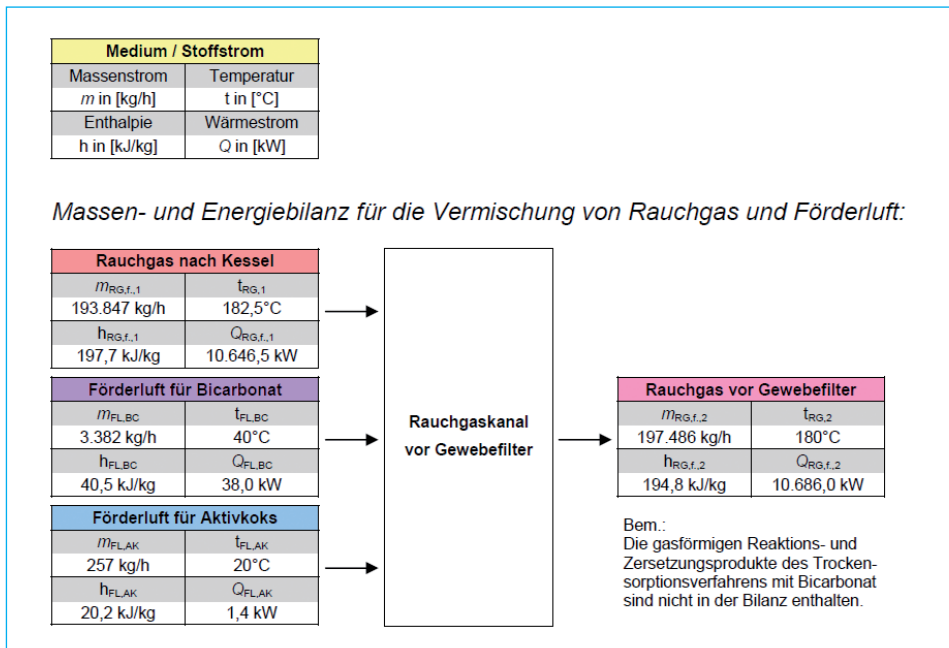 Medium / Stoffstrom
Massenstrom Temperatur
m in [kg/h] t in [°C]
Enthalpie Wärmestrom
h in [kJ/kg] Q in [kW]
Massen- und Energiebilanz für die Vermischung von Rauchgas und Förderluft:
Rauchgas nach Kessel
mRG,f.,1 tRG,1
193.847 kg/h 182,5°C
hRG,f.,1 QRG,f.,1
197,7 kJ/kg 10.646,5 kW
Förderluft für Bicarbonat
mFL,BC tFL,BC
3.382 kg/h 40°C
hFL,BC QFL,BC
40,5 kJ/kg 38,0 kW
Förderluft für Aktivkoks
mFL,AK tFL,AK
257 kg/h 20°C
hFL,AK QFL,AK
20,2 kJ/kg 1,4 kW
Rauchgaskanal
vor Gewebefilter
Rauchgas vor Gewebefilter
mRG,f.,2 tRG,2
197.486 kg/h 180°C
hRG,f.,2 QRG,f.,2
194,8 kJ/kg 10.686,0 kW
Bem.:
Die gasförmigen Reaktions- und
Zersetzungsprodukte des Trocken-
sorptionsverfahrens mit Bicarbonat
sind nicht in der Bilanz enthalten.